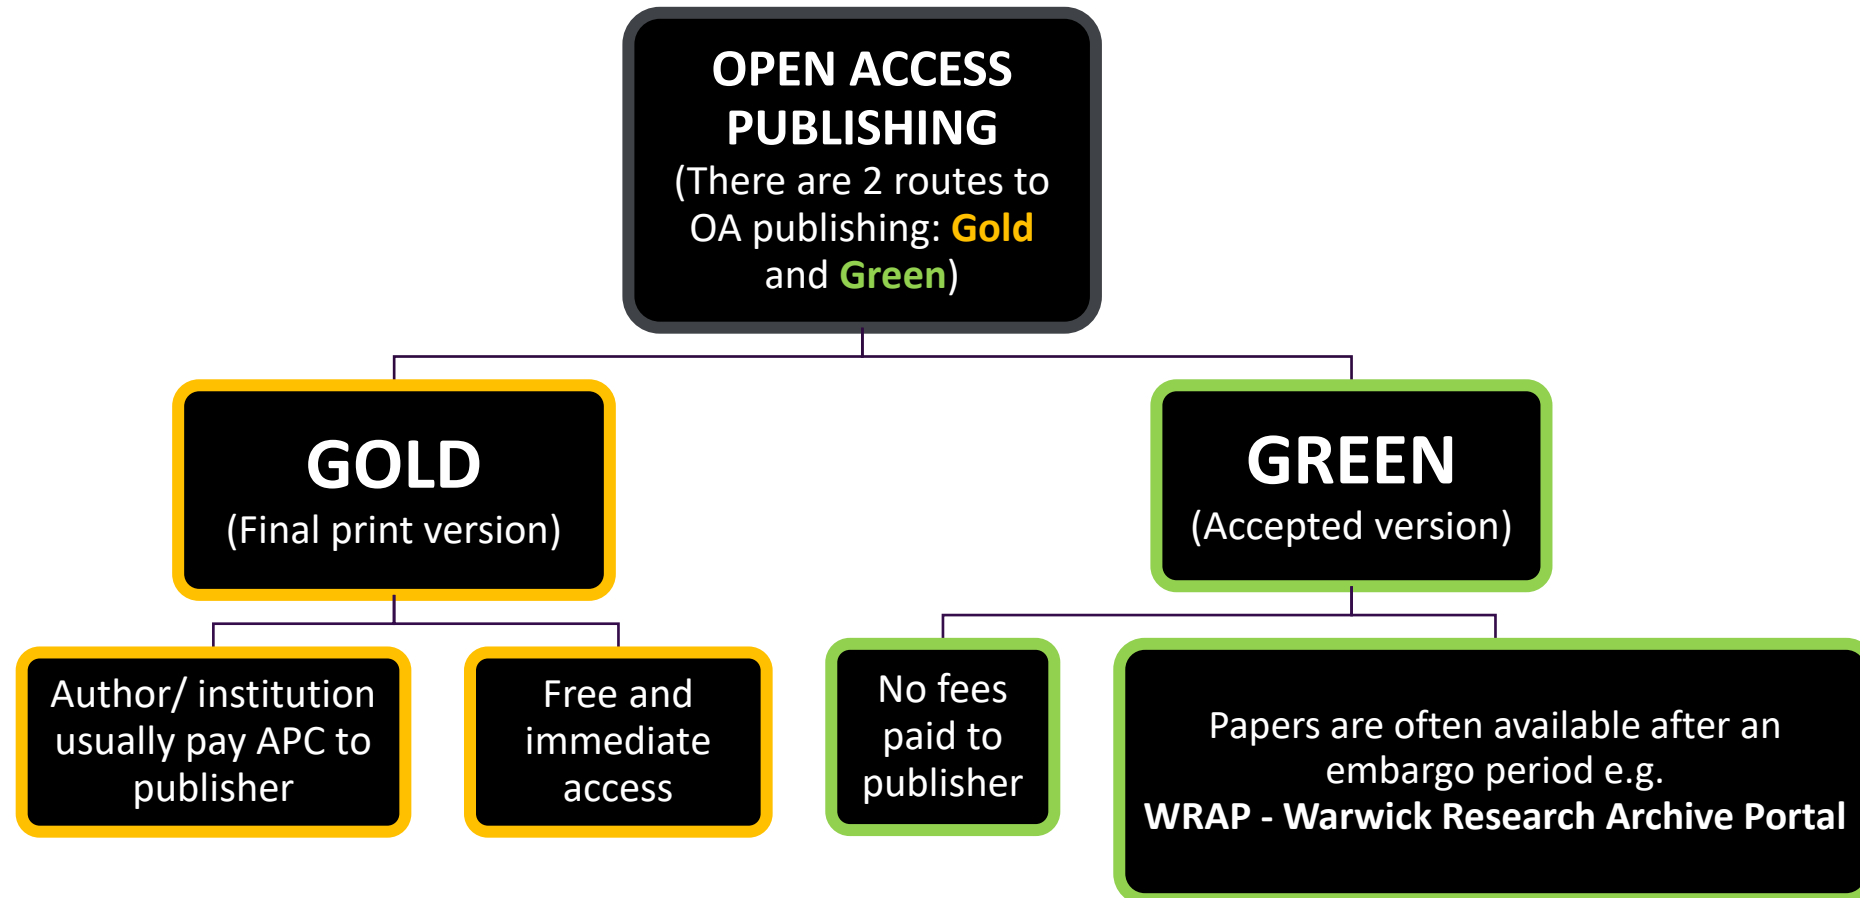 OPEN ACCESS
PUBLISHING
(There are 2 routes to
OA publishing: Gold
and Green)
GOLD
(Final print version)
GREEN
(Accepted version)
Author/ institution
usually pay APC to
publisher
Free and
immediate
access
No fees
paid to
publisher
Papers are often available after an
embargo period e.g.
WRAP - Warwick Research Archive Portal